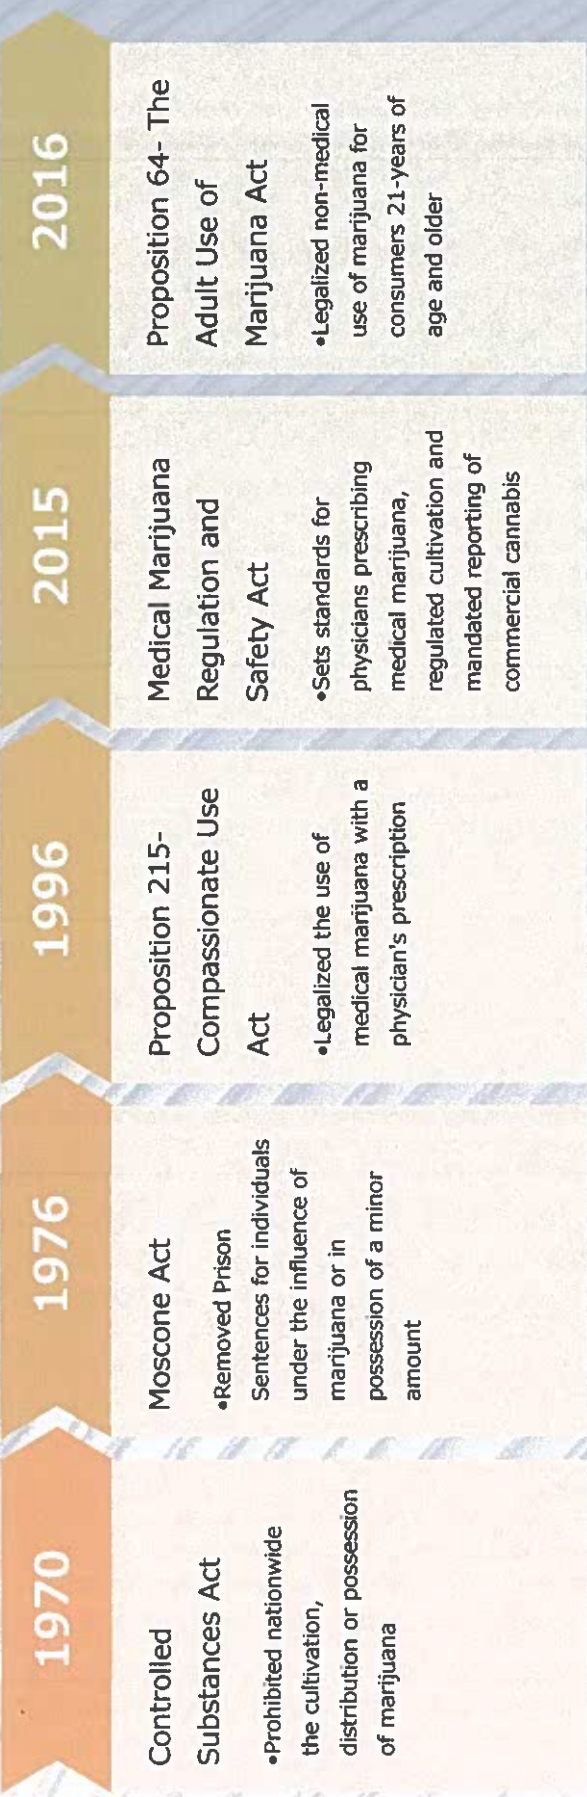 1970
Controlled
Substances Act
•Prohibited nationwide
the cultivation,
distribution or possession
of marijuana
1976
Moscone Act
•Removed Prison
Sentences for individuals
under the influence of
marijuana or in
possession of a minor
amount
1996
Proposition 215-
Compassionate Use
Act
•Legalized the use of
medical marijuana with a
physician's prescription
2015
Medical Marijuana
Regulation and
Safety Act
•Sets standards for
physicians prescribing
medical marijuana,
regulated cultivation and
mandated reporting of
commercial cannabis
2016
Proposition 64- The
Adult Use of
Marijuana Act
•Legalized non-medical
use of marijuana for
consumers 21-years of
age and older